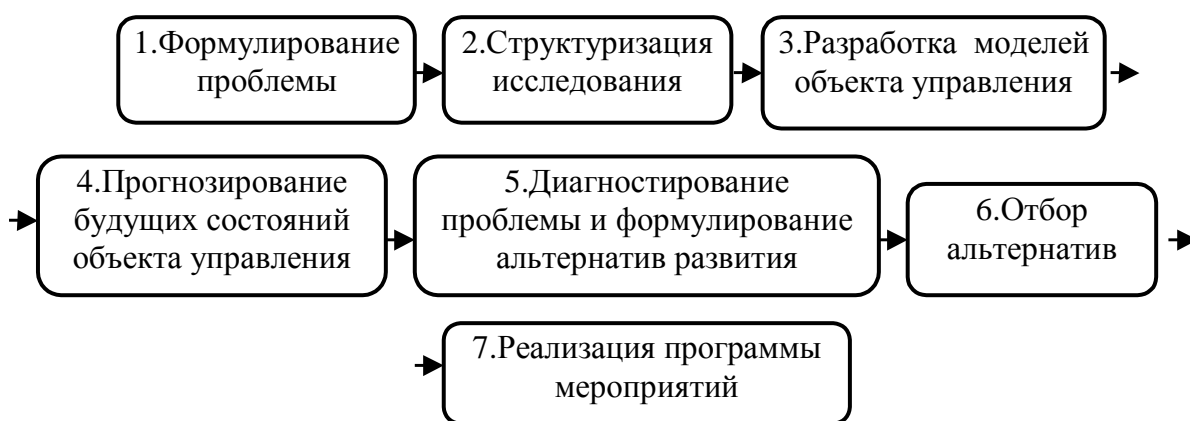 1.Формулирование
проблемы
2.Структуризация
исследования
3.Разработка моделей
объекта управления
4.Прогнозирование
будущих состояний
объекта управления
5.Диагностирование
проблемы и формулирование
альтернатив развития
6.Отбор
альтернатив
7.Реализация программы
мероприятий